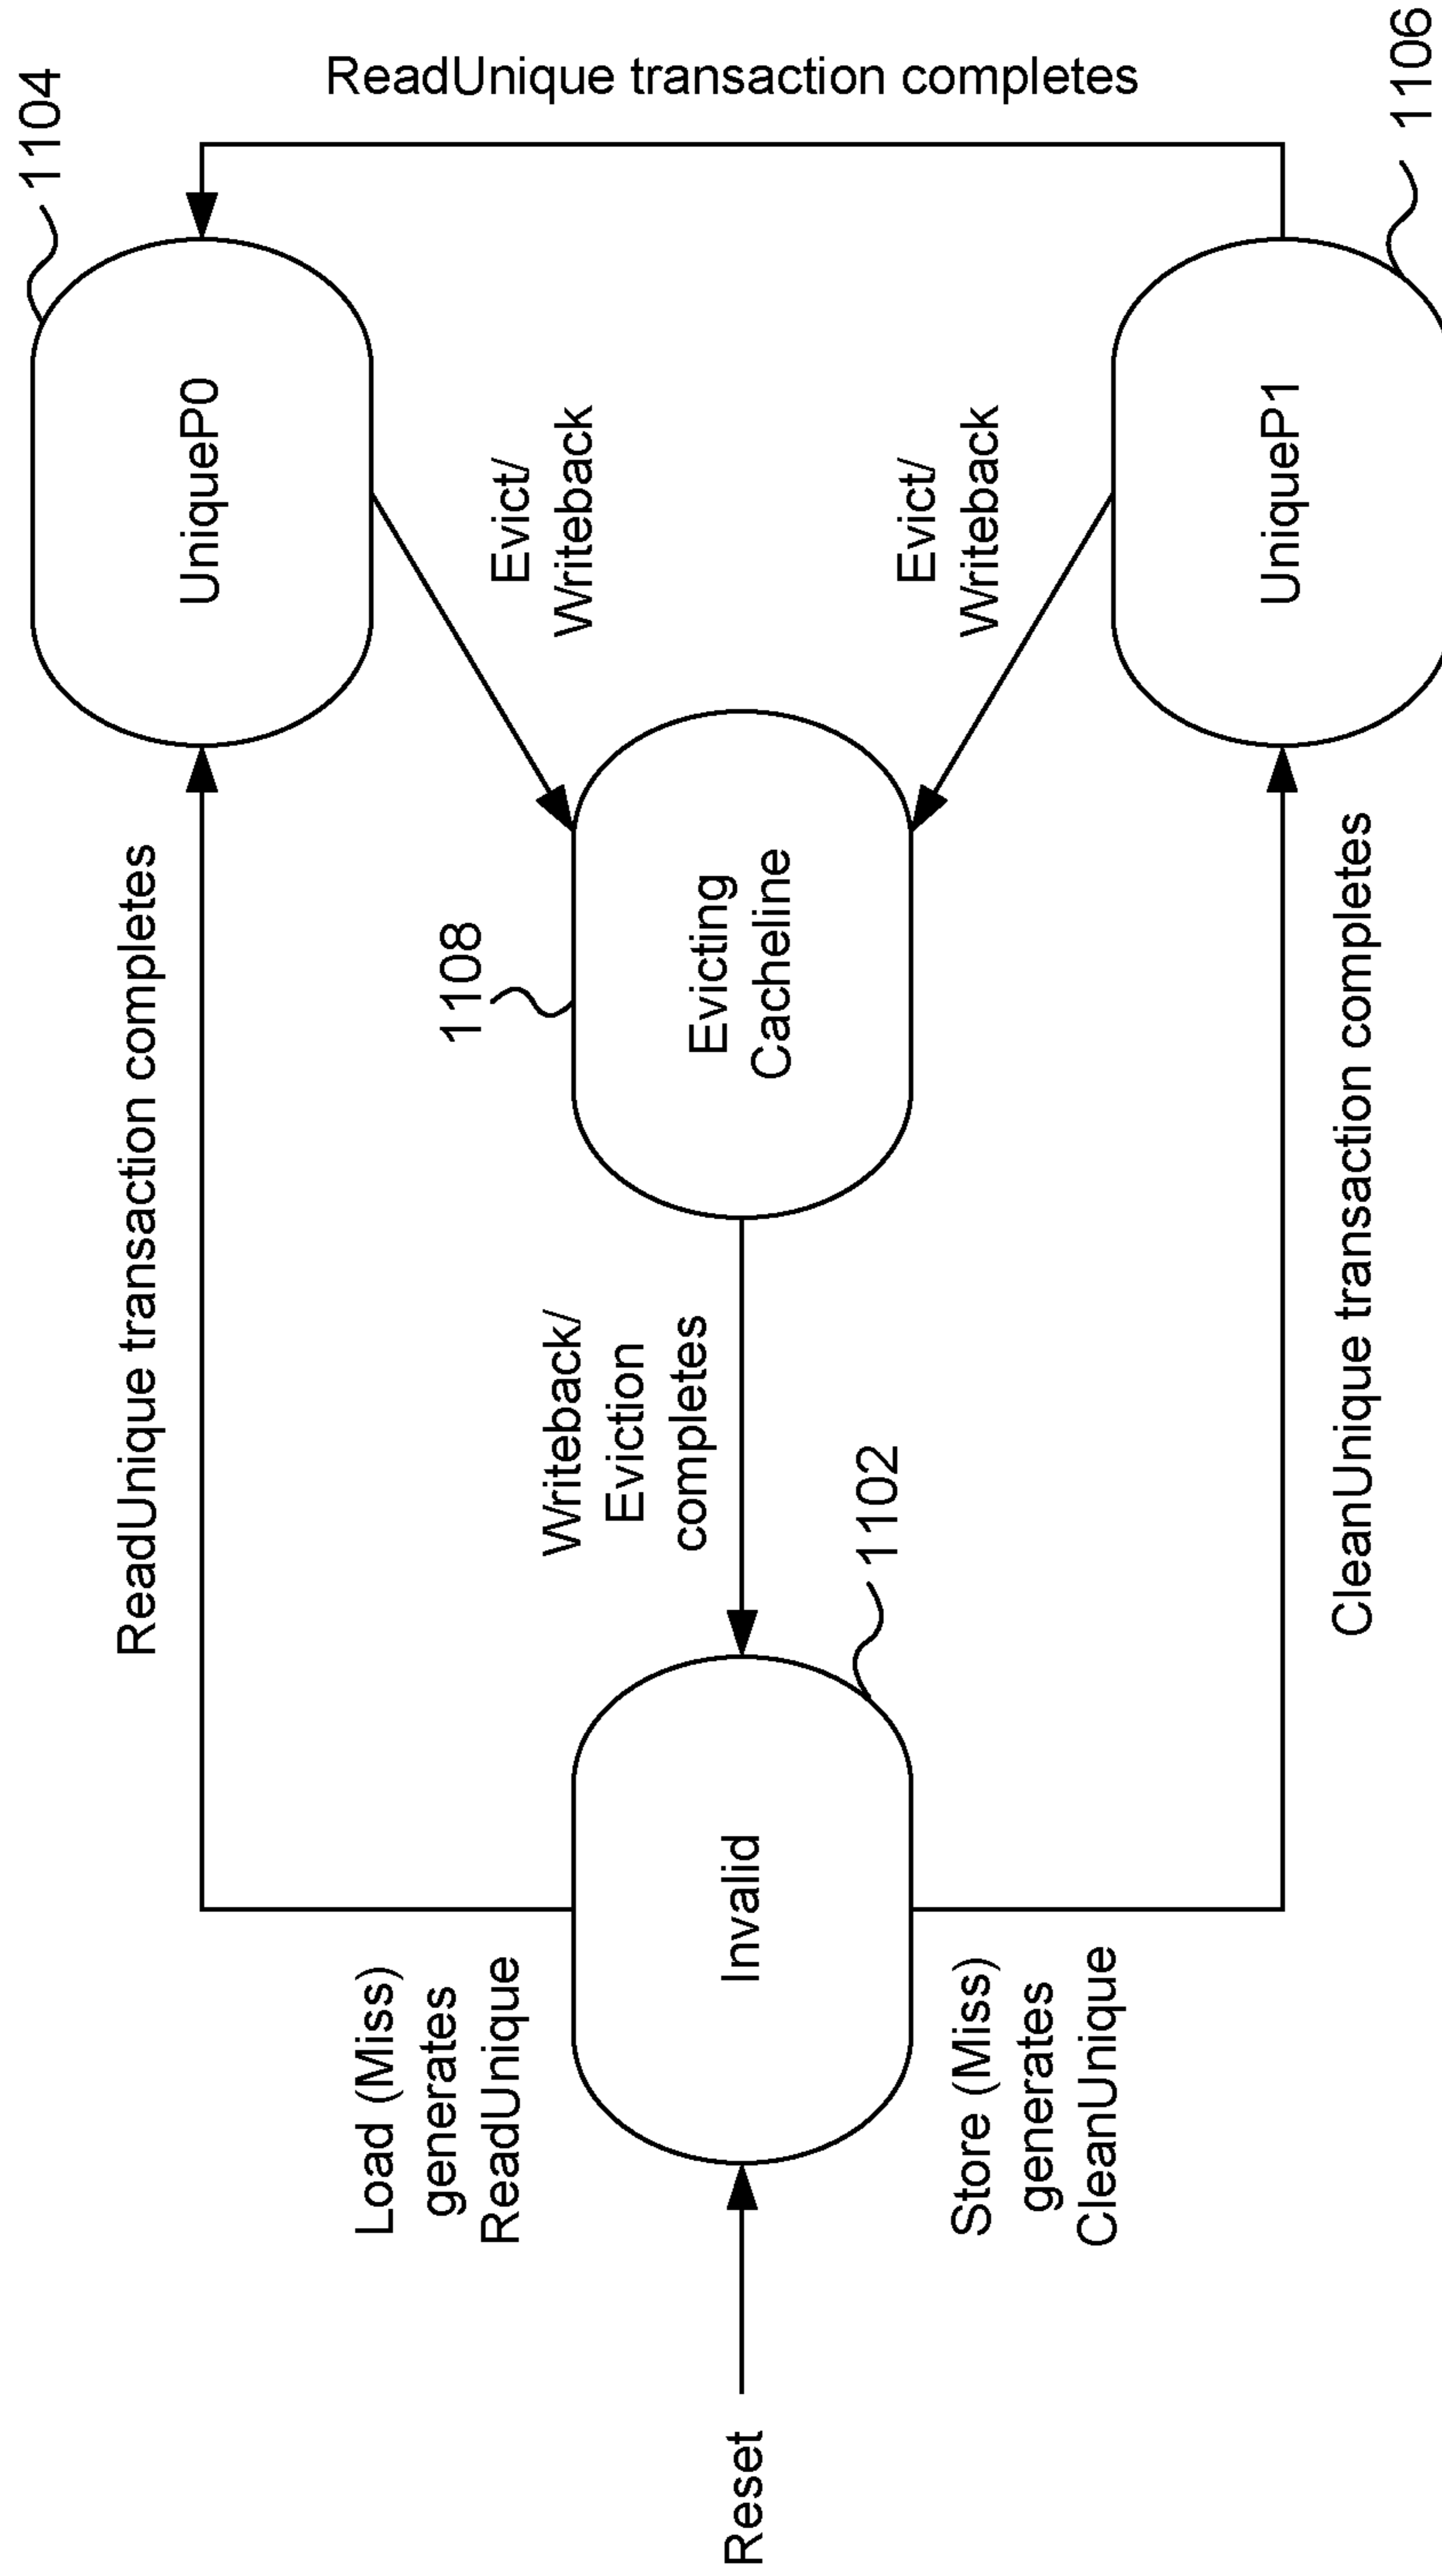 ReadUnique transaction completes
1104
UniqueP0
Load (Miss)
generates
ReadUnique
Evict/
Writeback
ReadUnique transaction completes
1108
Writeback/
Eviction
completes
Reset
Invalid
Evicting
Cacheline
1102
Evict/
Writeback
Store (Miss)
generates
CleanUnique
UniqueP1
CleanUnique transaction completes
1106